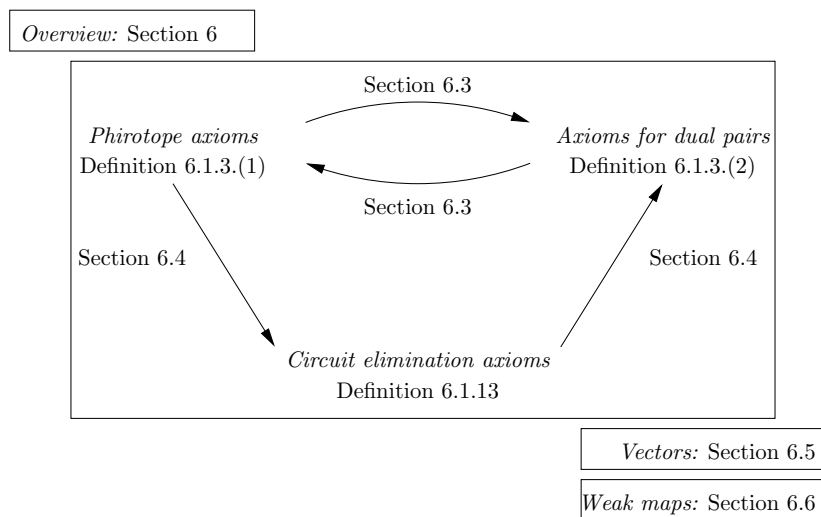 Overview: Section 6
Section 6.3
Phirotope axioms
Definition 6.1.3.(1)
Axioms for dual pairs
Definition 6.1.3.(2)
Section 6.3
Section 6.4
Section 6.4
Circuit elimination axioms
Definition 6.1.13
Vectors: Section 6.5
Weak maps: Section 6.6